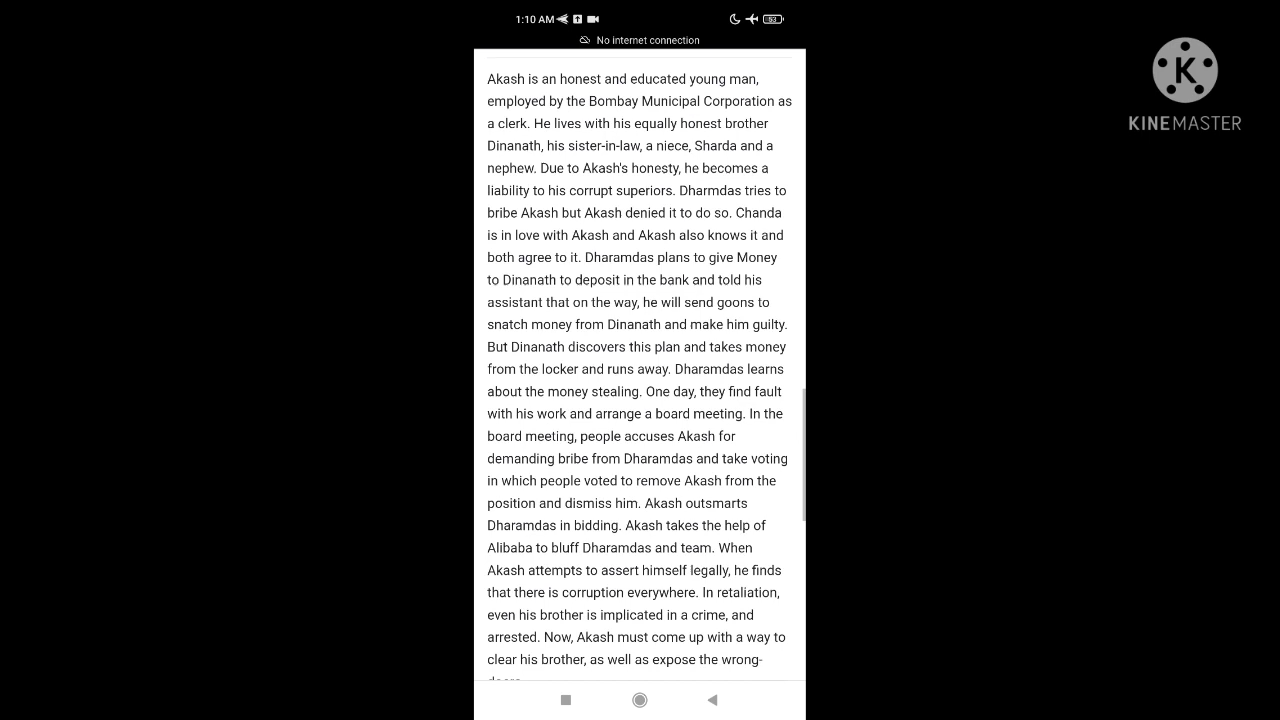 1:10 AM
53
No internet connection
Akash is an honest and educated young man,
employed by the Bombay Municipal Corporation as
a clerk. He lives with his equally honest brother
Dinanath, his sister-in-law, a niece, Sharda and a
nephew. Due to Akash's honesty, he becomes a
liability to his corrupt superiors. Dharmdas tries to
bribe Akash but Akash denied it to do so. Chanda
is in love with Akash and Akash also knows it and
both agree to it. Dharamdas plans to give Money
to Dinanath to deposit in the bank and told his
assistant that on the way, he will send goons to
snatch money from Dinanath and make him guilty.
But Dinanath discovers this plan and takes money
from the locker and runs away. Dharamdas learns
about the money stealing. One day, they find fault
with his work and arrange a board meeting. In the
board meeting, people accuses Akash for
demanding bribe from Dharamdas and take voting
in which people voted to remove Akash from the
position and dismiss him. Akash outsmarts
Dharamdas in bidding. Akash takes the help of
Alibaba to bluff Dharamdas and team. When
Akash attempts to assert himself legally, he finds
that there is corruption everywhere. In retaliation,
even his brother is implicated in a crime, and
arrested. Now, Akash must come up with a way to
clear his brother, as well as expose the wrong-
K
KINEMASTER